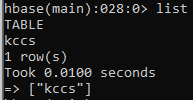 hbase(main):028:0> list
TABLE
kccs
1 row(s)
Took 0.0100 seconds
=> ["kccs"]